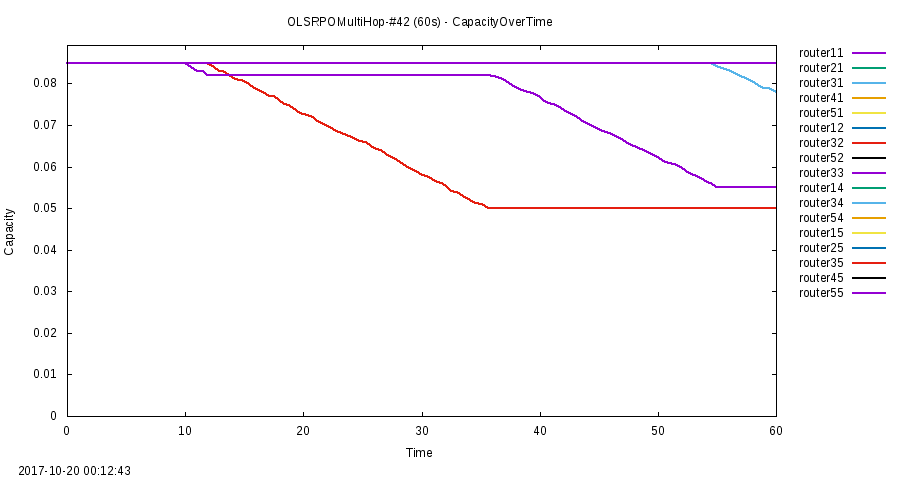 OLSRPOMultiHop-#42 (60s) - CapacityOverTime
router11
router21
router31
router41
router51
router12
router32
router52
router33
router14
router34
router54
router15
router25
router35
router45
router55
0.08
0.07
0.06
0.05
0.04
0.03
0.02
0.01
0
Capacity
0 10 20 30 40 50 60
Time
2017-10-20 00:12:43